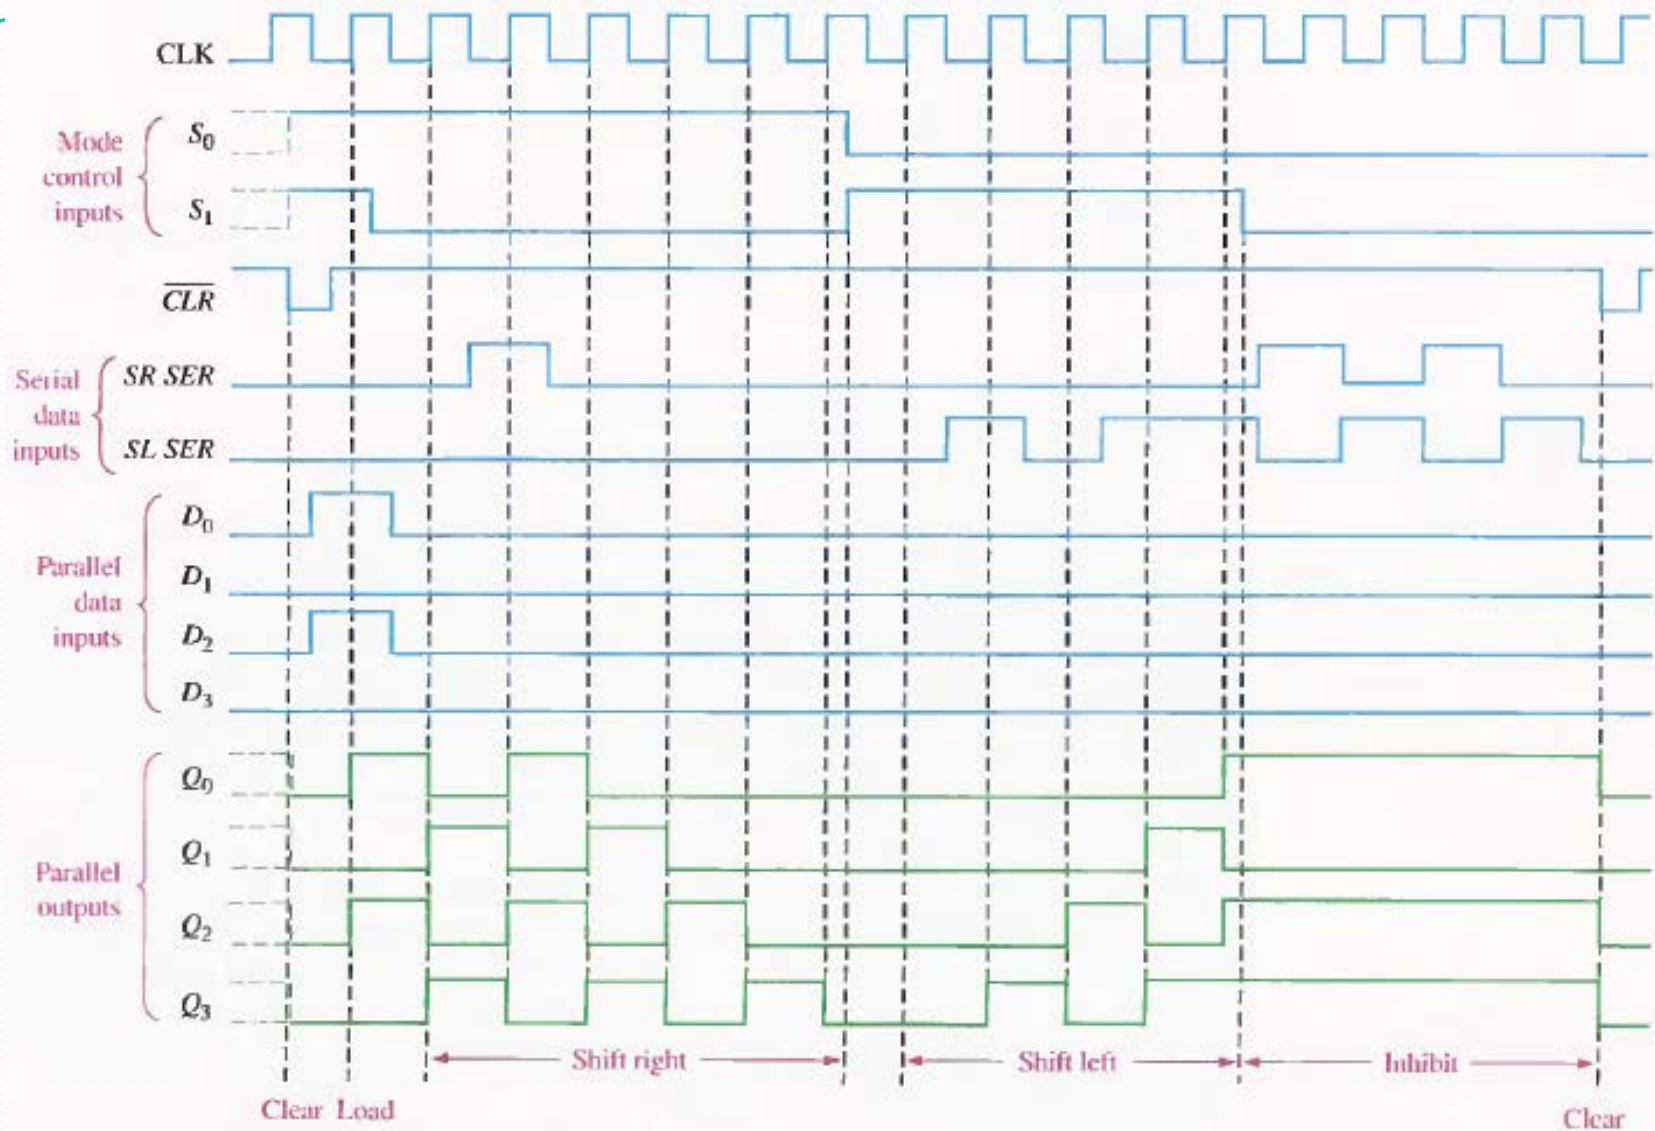 CLK
Mode
control
inputs
S₀
S₁
C̅L̅R̅
Serial
data
inputs
SR SER
SL SER
Parallel
data
inputs
D₀
D₁
D₂
D₃
Parallel
outputs
Q₀
Q₁
Q₂
Q₃
Shift right
Shift left
Inhibit
Clear
Load
Clear